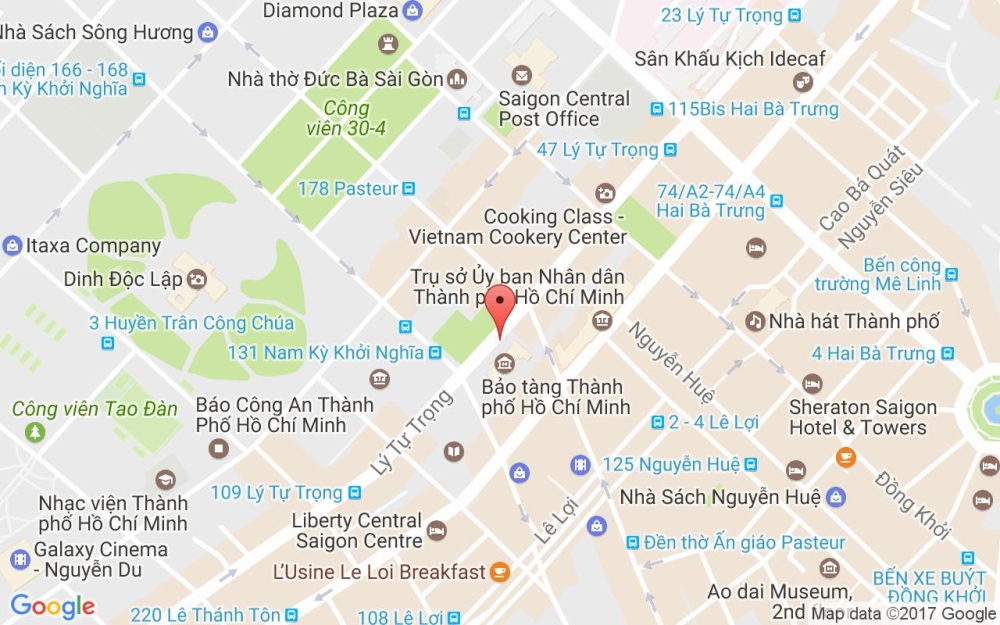 Diamond Plaza
23 Lý Tự Trọng
Nhà Sách Sông Hương
Sân Khấu Kịch Idecaf
ối diện 166 - 168
Kỳ Khởi Nghĩa
Nhà thờ Đức Bà Sài Gòn
Saigon Central
Post Office
115Bis Hai Bà Trưng
Công
viên 30-4
47 Lý Tự Trọng
Cao Bá Quát
178 Pasteur
74/A2-74/A4
Hai Bà Trưng
Nguyễn Siêu
Cooking Class -
Vietnam Cookery Center
Itaxa Company
Dinh Độc Lập
Trụ sở Ủy ban Nhân dân
Thành phố Hồ Chí Minh
Bến công
trường Mê Linh
3 Huyền Trân Công Chúa
Nhà hát Thành phố
131 Nam Kỳ Khởi Nghĩa
Nguyễn Huệ
4 Hai Bà Trưng
Bảo tàng Thành
phố Hồ Chí Minh
Công viên Tao Đàn
Báo Công An Thành
Phố Hồ Chí Minh
Lý Tự Trọng
2 - 4 Lê Lợi
Sheraton Saigon
Hotel & Towers
125 Nguyễn Huệ
109 Lý Tự Trọng
Nhà Sách Nguyễn Huệ
Đồng Khởi
Nhạc viện Thành
phố Hồ Chí Minh
Liberty Central
Saigon Centre
Lê Lợi
Đền thờ Ấn giáo Pasteur
Galaxy Cinema
- Nguyễn Du
L'Usine Le Loi Breakfast
Ao dai Museum,
2nd floor
BẾN XE BUÝT
ĐỒNG KHỞI
Google
220 Lê Thánh Tôn
108 Lê Lợi
Map data ©2017 Google